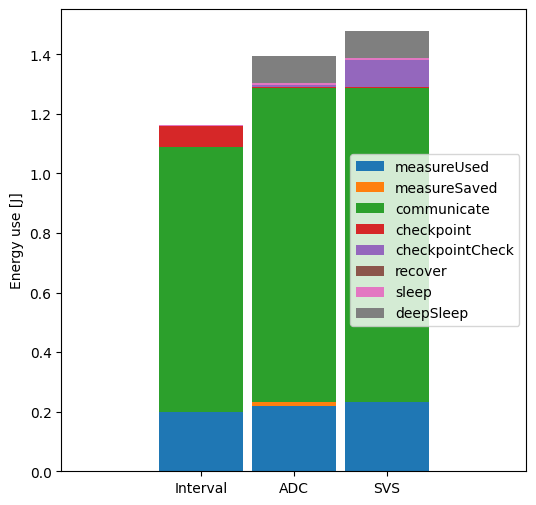 1.4
1.2
1.0
0.8
0.6
0.4
0.2
0.0
Energy use [J]
Interval
ADC
SVS
measureUsed
measureSaved
communicate
checkpoint
checkpointCheck
recover
sleep
deepSleep